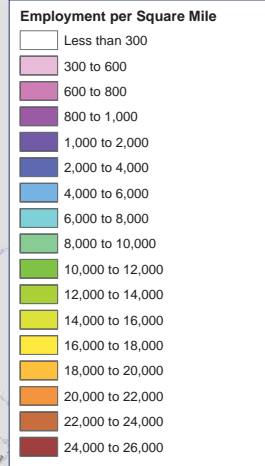 Employment per Square Mile
Less than 300
300 to 600
600 to 800
800 to 1,000
1,000 to 2,000
2,000 to 4,000
4,000 to 6,000
6,000 to 8,000
8,000 to 10,000
10,000 to 12,000
12,000 to 14,000
14,000 to 16,000
16,000 to 18,000
18,000 to 20,000
20,000 to 22,000
22,000 to 24,000
24,000 to 26,000